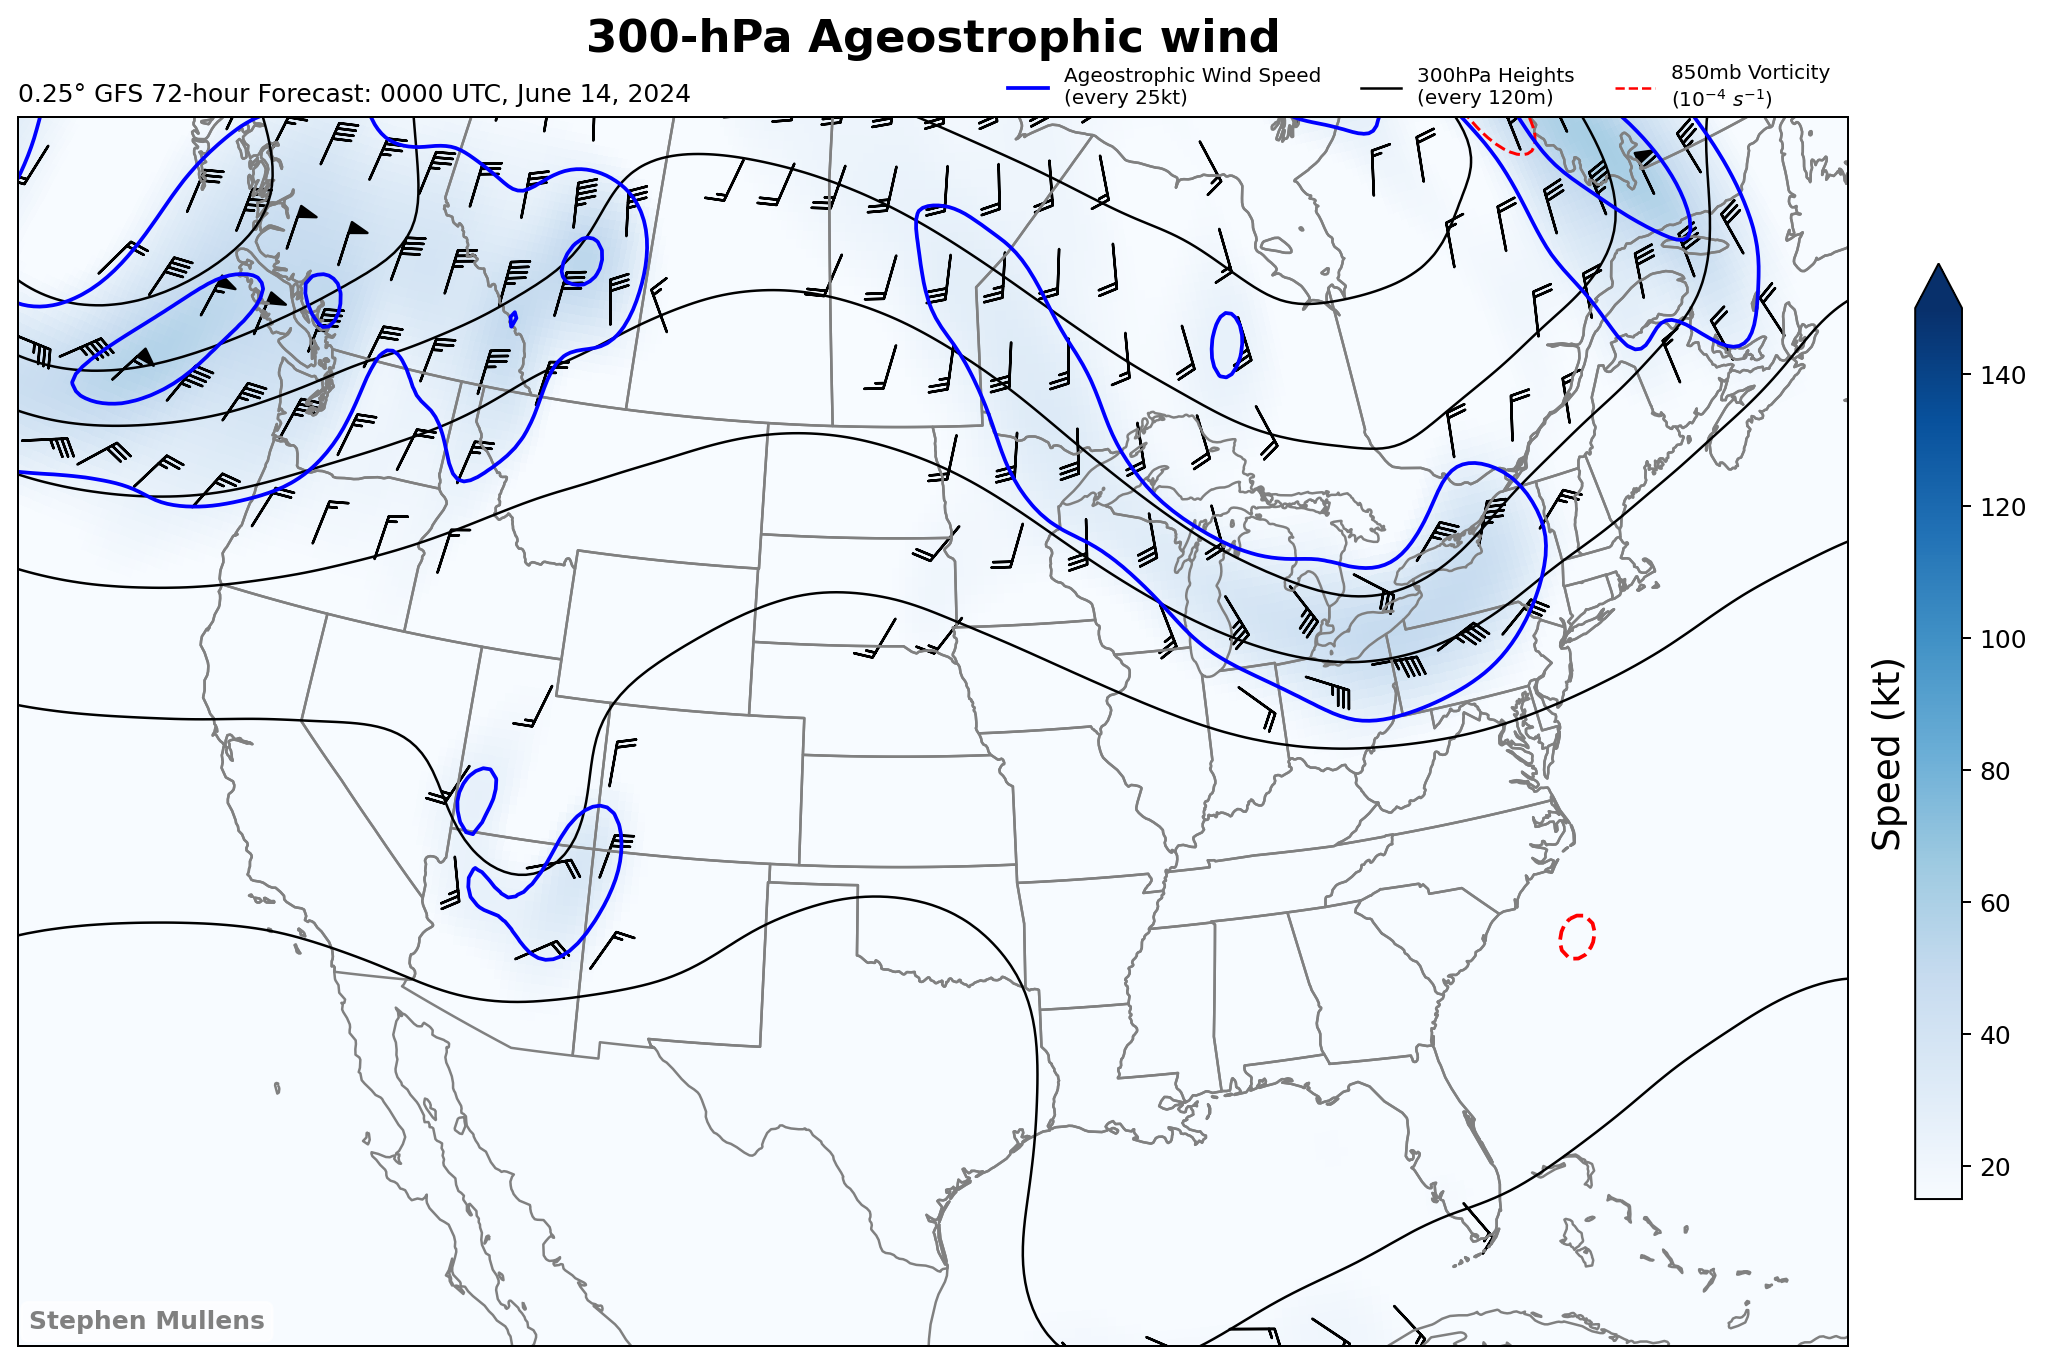 300-hPa Ageostrophic wind
0.25° GFS 72-hour Forecast: 0000 UTC, June 14, 2024
Ageostrophic Wind Speed
(every 25kt)
300hPa Heights
(every 120m)
850mb Vorticity
(10⁻⁴ s⁻¹)
140
120
100
80
60
40
20
Speed (kt)
Stephen Mullens